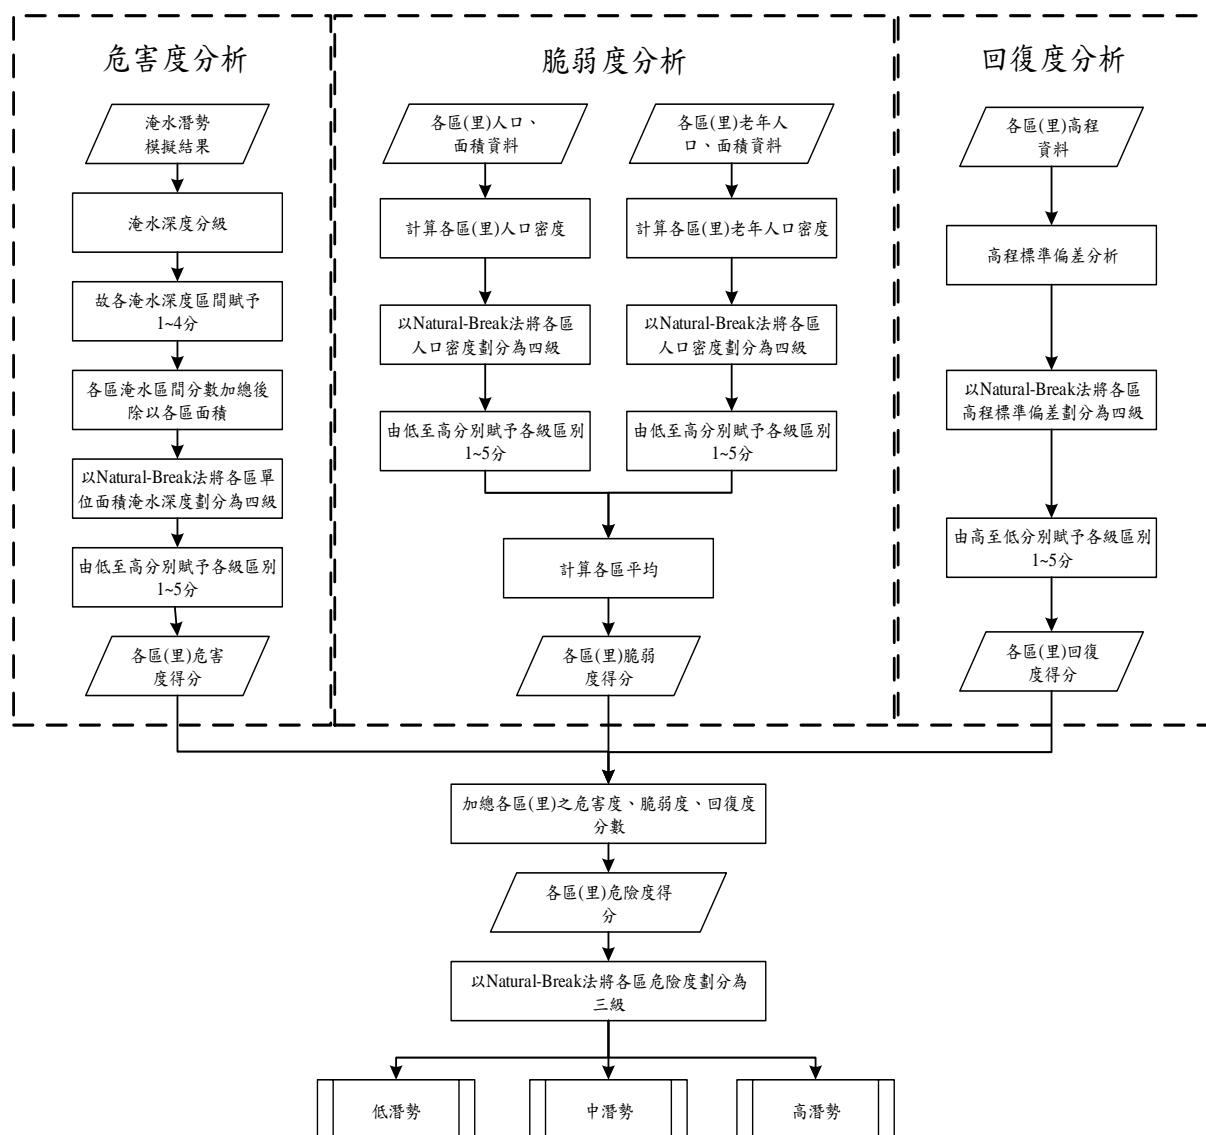 危害度分析
淹水潛勢
模擬結果
淹水深度分級
故各淹水深度區間賦予
1~4分
各區淹水區間分數加總後
除以各區面積
以Natural-Break法將各區單
位面積淹水深度劃分為四級
由低至高分別賦予各級區別
1~5分
各區(里)危害
度得分
脆弱度分析
各區(里)人口、
面積資料
計算各區(里)人口密度
以Natural-Break法將各區
人口密度劃分為四級
由低至高分別賦予各級區別
1~5分
各區(里)老年人
口、面積資料
計算各區(里)老年人口密度
以Natural-Break法將各區
人口密度劃分為四級
由低至高分別賦予各級區別
1~5分
計算各區平均
各區(里)脆弱
度得分
回復度分析
各區(里)高程
資料
高程標準偏差分析
以Natural-Break法將各區
高程標準偏差劃分為四級
由高至低分別賦予各級區別
1~5分
各區(里)回復
度得分
加總各區(里)之危害度、脆弱度、回復度
分數
各區(里)危險度得
分
以Natural-Break法將各區危險度劃分為
三級
低潛勢
中潛勢
高潛勢